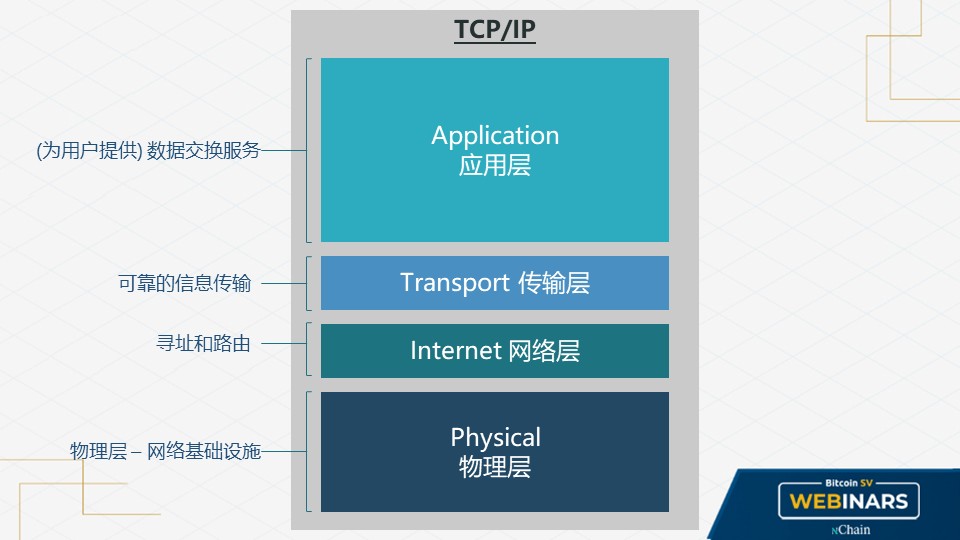 TCP/IP
(为用户提供) 数据交换服务
Application
应用层
可靠的信息传输
Transport 传输层
寻址和路由
Internet 网络层
物理层 – 网络基础设施
Physical
物理层
Bitcoin SV
WEBINARS
nChain